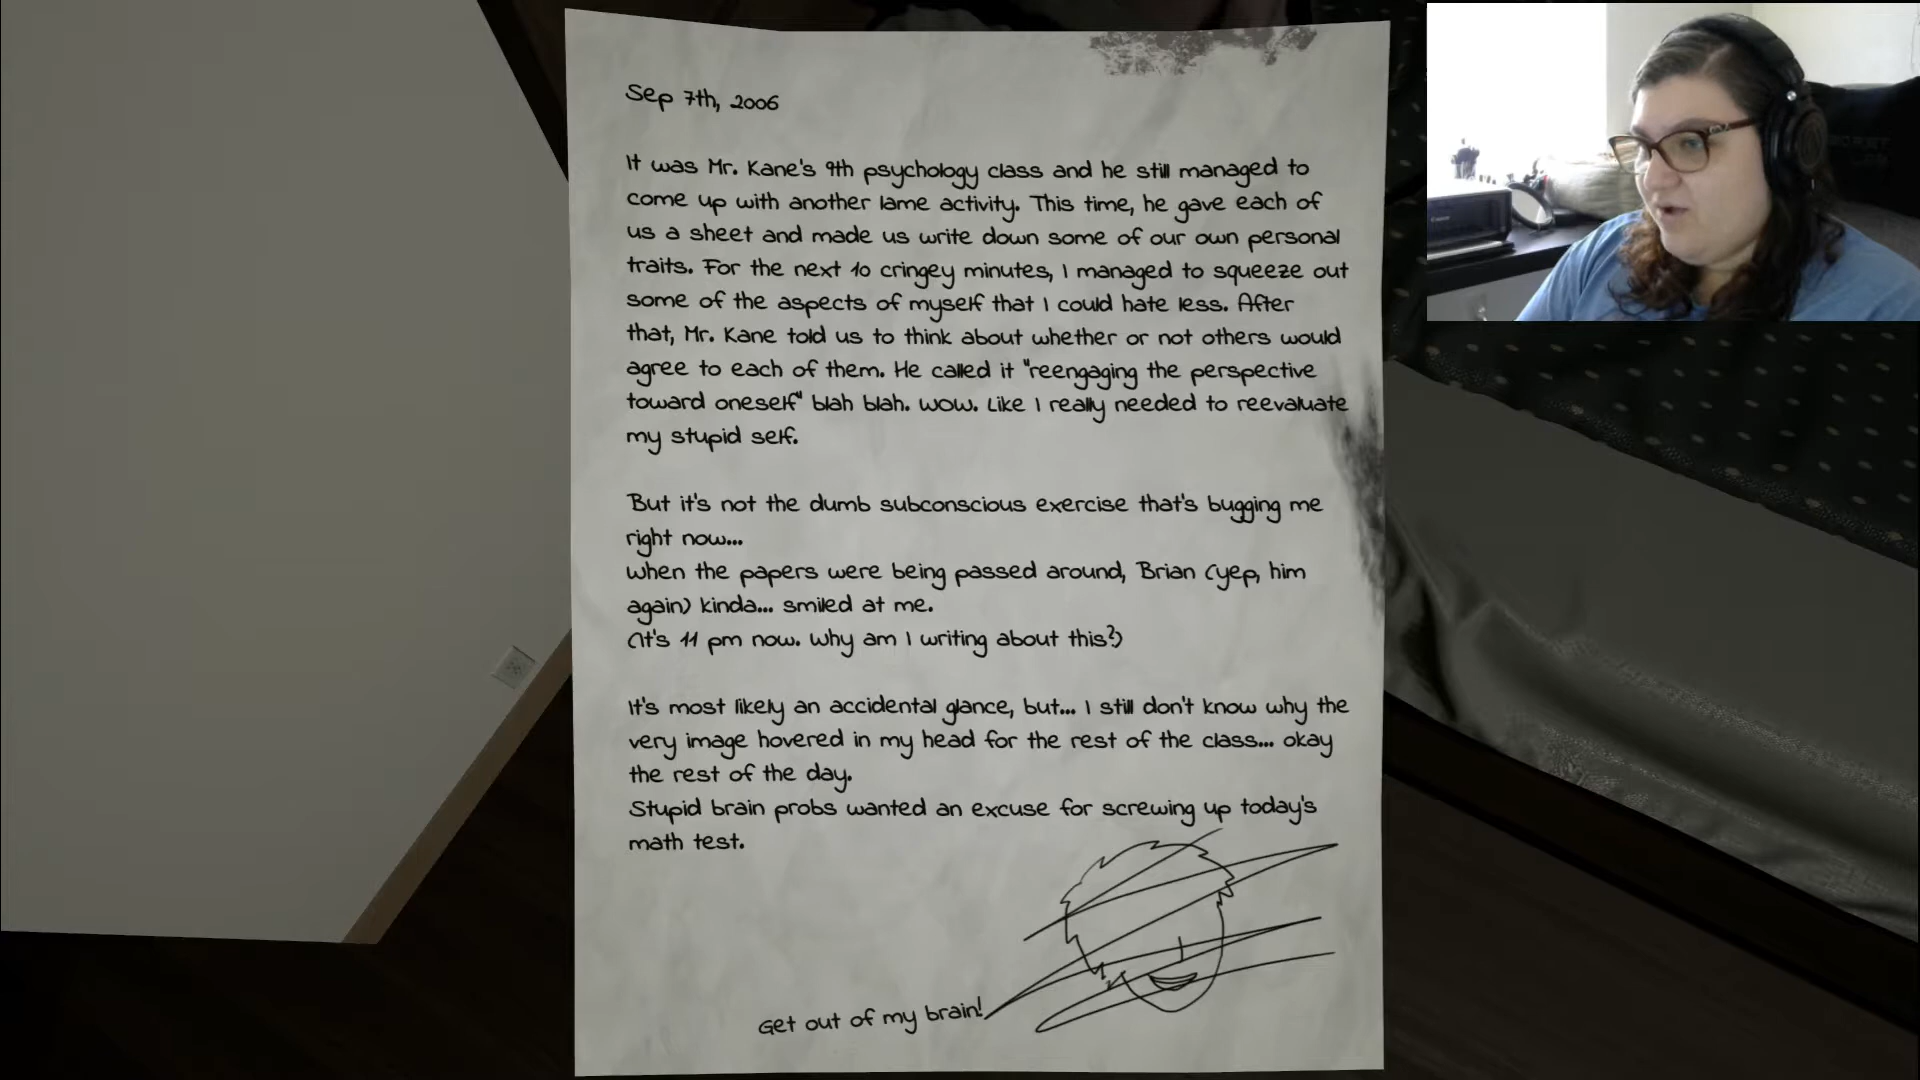 Sep 7th, 2006
It was Mr. Kane's 9th psychology class and he still managed to
come up with another lame activity. This time, he gave each of
us a sheet and made us write down some of our own personal
traits. For the next 10 cringey minutes, I managed to squeeze out
some of the aspects of myself that I could hate less. After
that, Mr. Kane told us to think about whether or not others would
agree to each of them. He called it "reengaging the perspective
toward oneself" blah blah. Wow. Like I really needed to reevaluate
my stupid self.
But it's not the dumb subconscious exercise that's bugging me
right now...
When the papers were being passed around, Brian (yep, him
again) kinda... smiled at me.
(It's 11 pm now. Why am I writing about this?)
It's most likely an accidental glance, but... I still don't know why the
very image hovered in my head for the rest of the class... okay
the rest of the day.
Stupid brain probs wanted an excuse for screwing up today's
math test.
Get out of my brain!
Canon